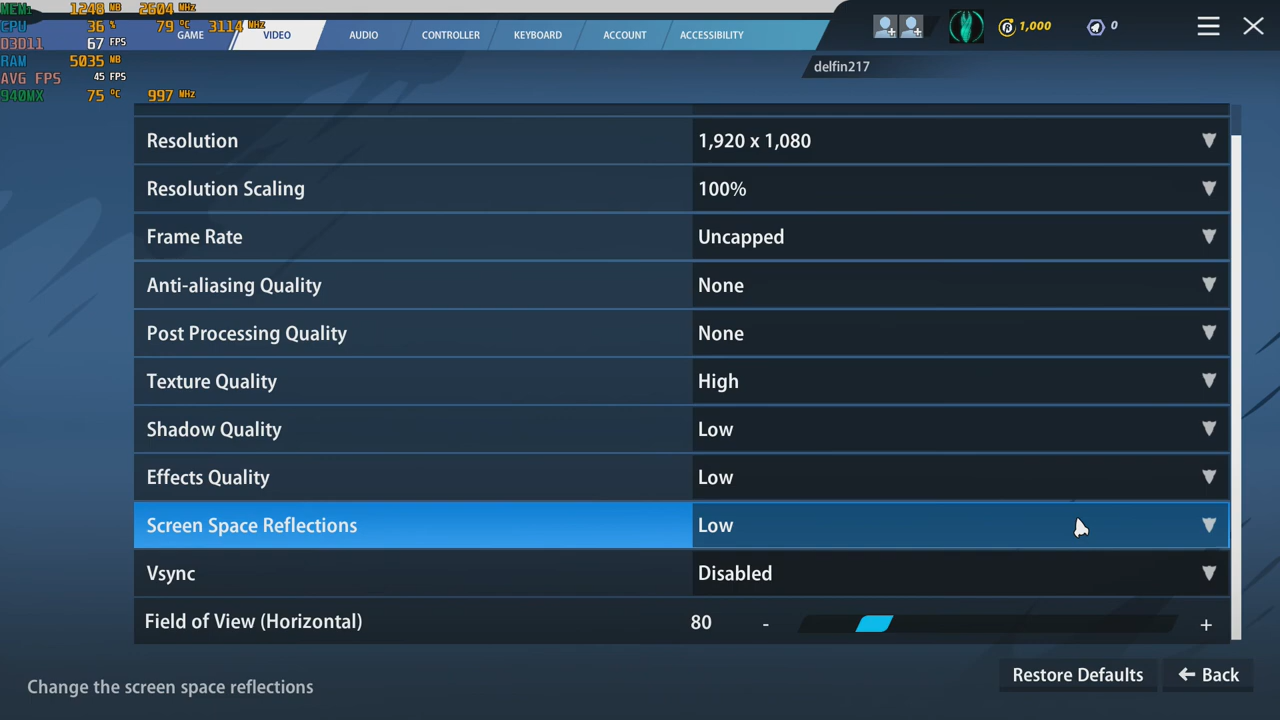 MEM1 1248 MB 2604 MHz
CPU 36 % 79 °C 3114 MHz
D3D11 67 FPS
RAM 5035 MB
AVG FPS 45 FPS
940MX 75 °C 997 MHz
GAME VIDEO AUDIO CONTROLLER KEYBOARD ACCOUNT ACCESSIBILITY
1,000 0
delfin217
Resolution 1,920 x 1,080
Resolution Scaling 100%
Frame Rate Uncapped
Anti-aliasing Quality None
Post Processing Quality None
Texture Quality High
Shadow Quality Low
Effects Quality Low
Screen Space Reflections Low
Vsync Disabled
Field of View (Horizontal) 80 - +
Change the screen space reflections
Restore Defaults
Back